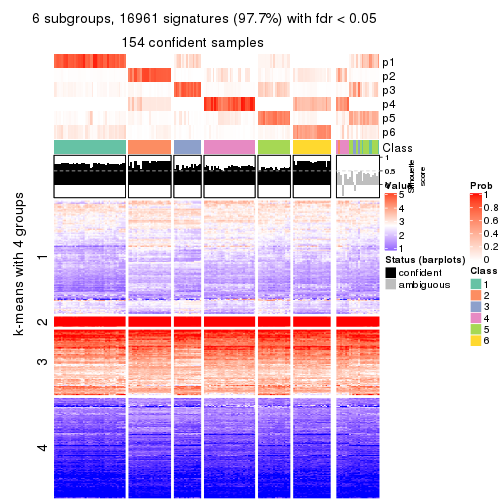 6 subgroups, 16961 signatures (97.7%) with fdr < 0.05
154 confident samples
p1
p2
p3
p4
p5
p6
Class
1
0.5
0
Silhouette
score
k-means with 4 groups
1
2
3
4
Value
5
4
3
2
1
Status (barplots)
confident
ambiguous
Prob
1
0.8
0.6
0.4
0.2
0
Class
1
2
3
4
5
6